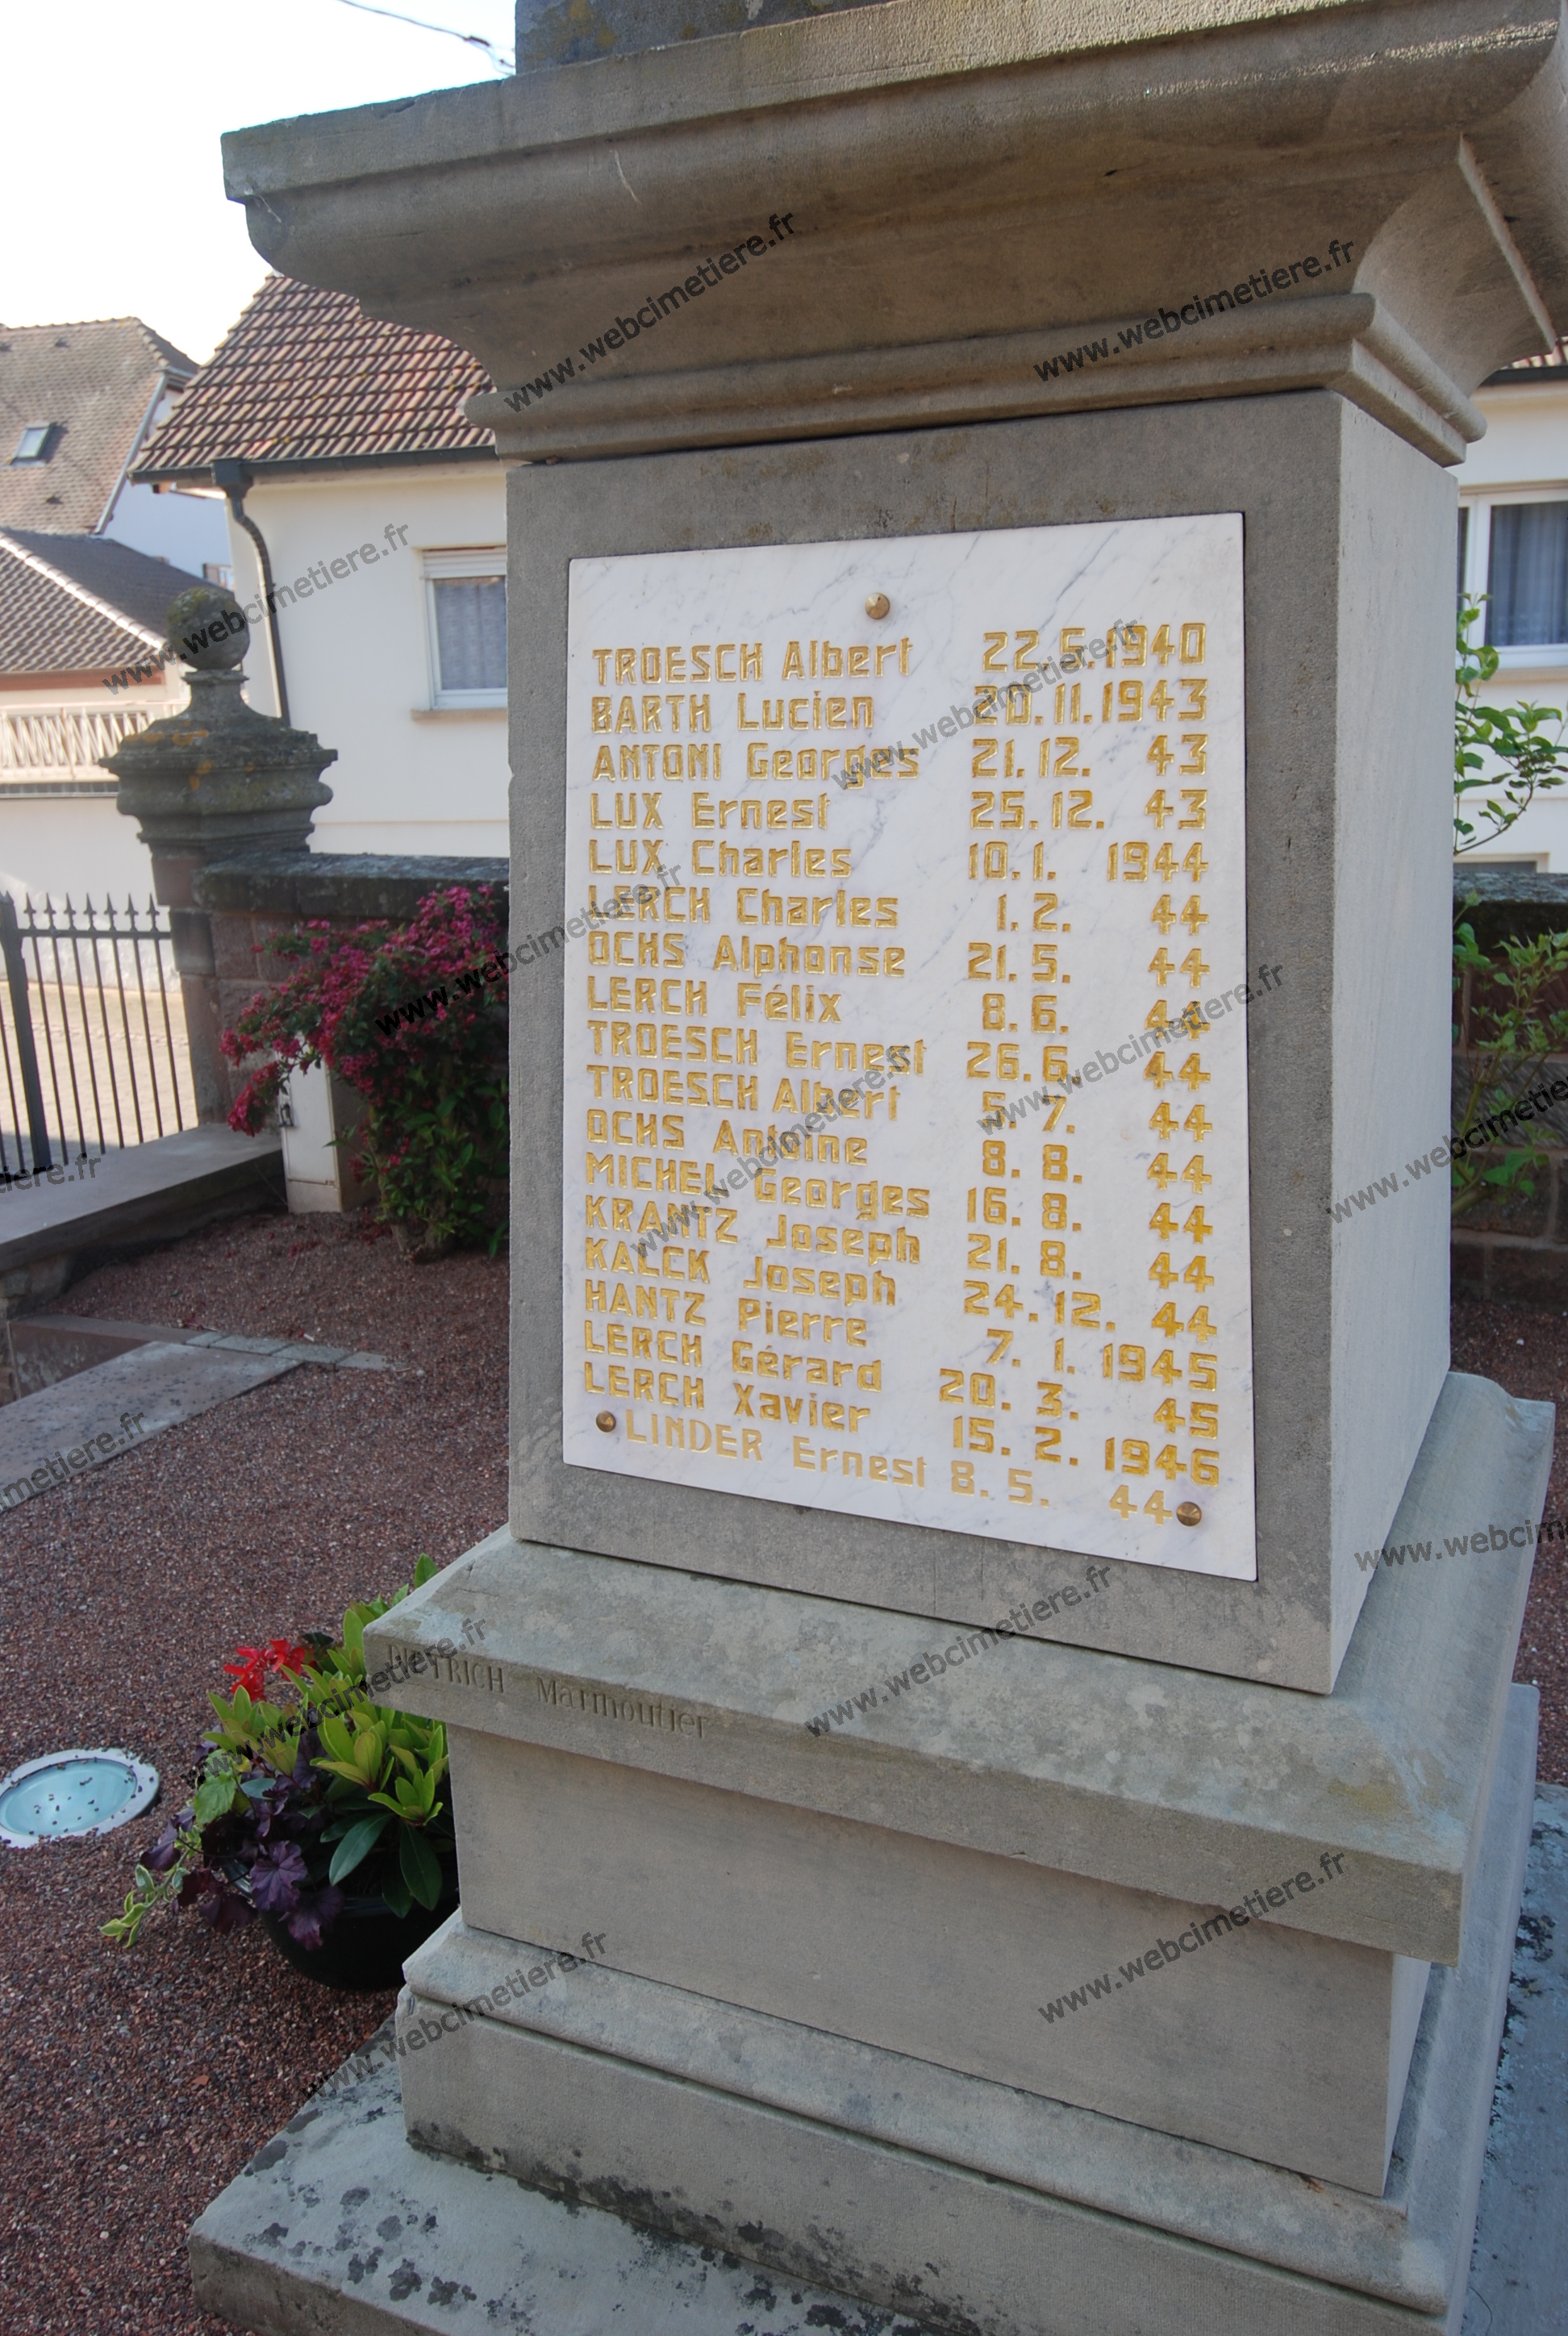 TROESCH Albert 22.5.1940
BARTH Lucien 20.11.1943
ANTONI Georges 21.12. 43
LUX Ernest 25.12. 43
LUX Charles 10.1. 1944
LERCH Charles 1.2. 44
OCHS Alphonse 21.5. 44
LERCH Félix 8.6. 44
TROESCH Ernest 26.6. 44
TROESCH Albert 5.7. 44
OCHS Antoine 8.8. 44
MICHEL Georges 16.8. 44
KRANTZ Joseph 21.8. 44
KALCK Joseph 24.12. 44
HANTZ Pierre 7.1. 1945
LERCH Gérard 20.3. 45
LERCH Xavier 15.2. 1946
LINDER Ernest 8.5. 44
Marmoutier
www.webcimetiere.fr